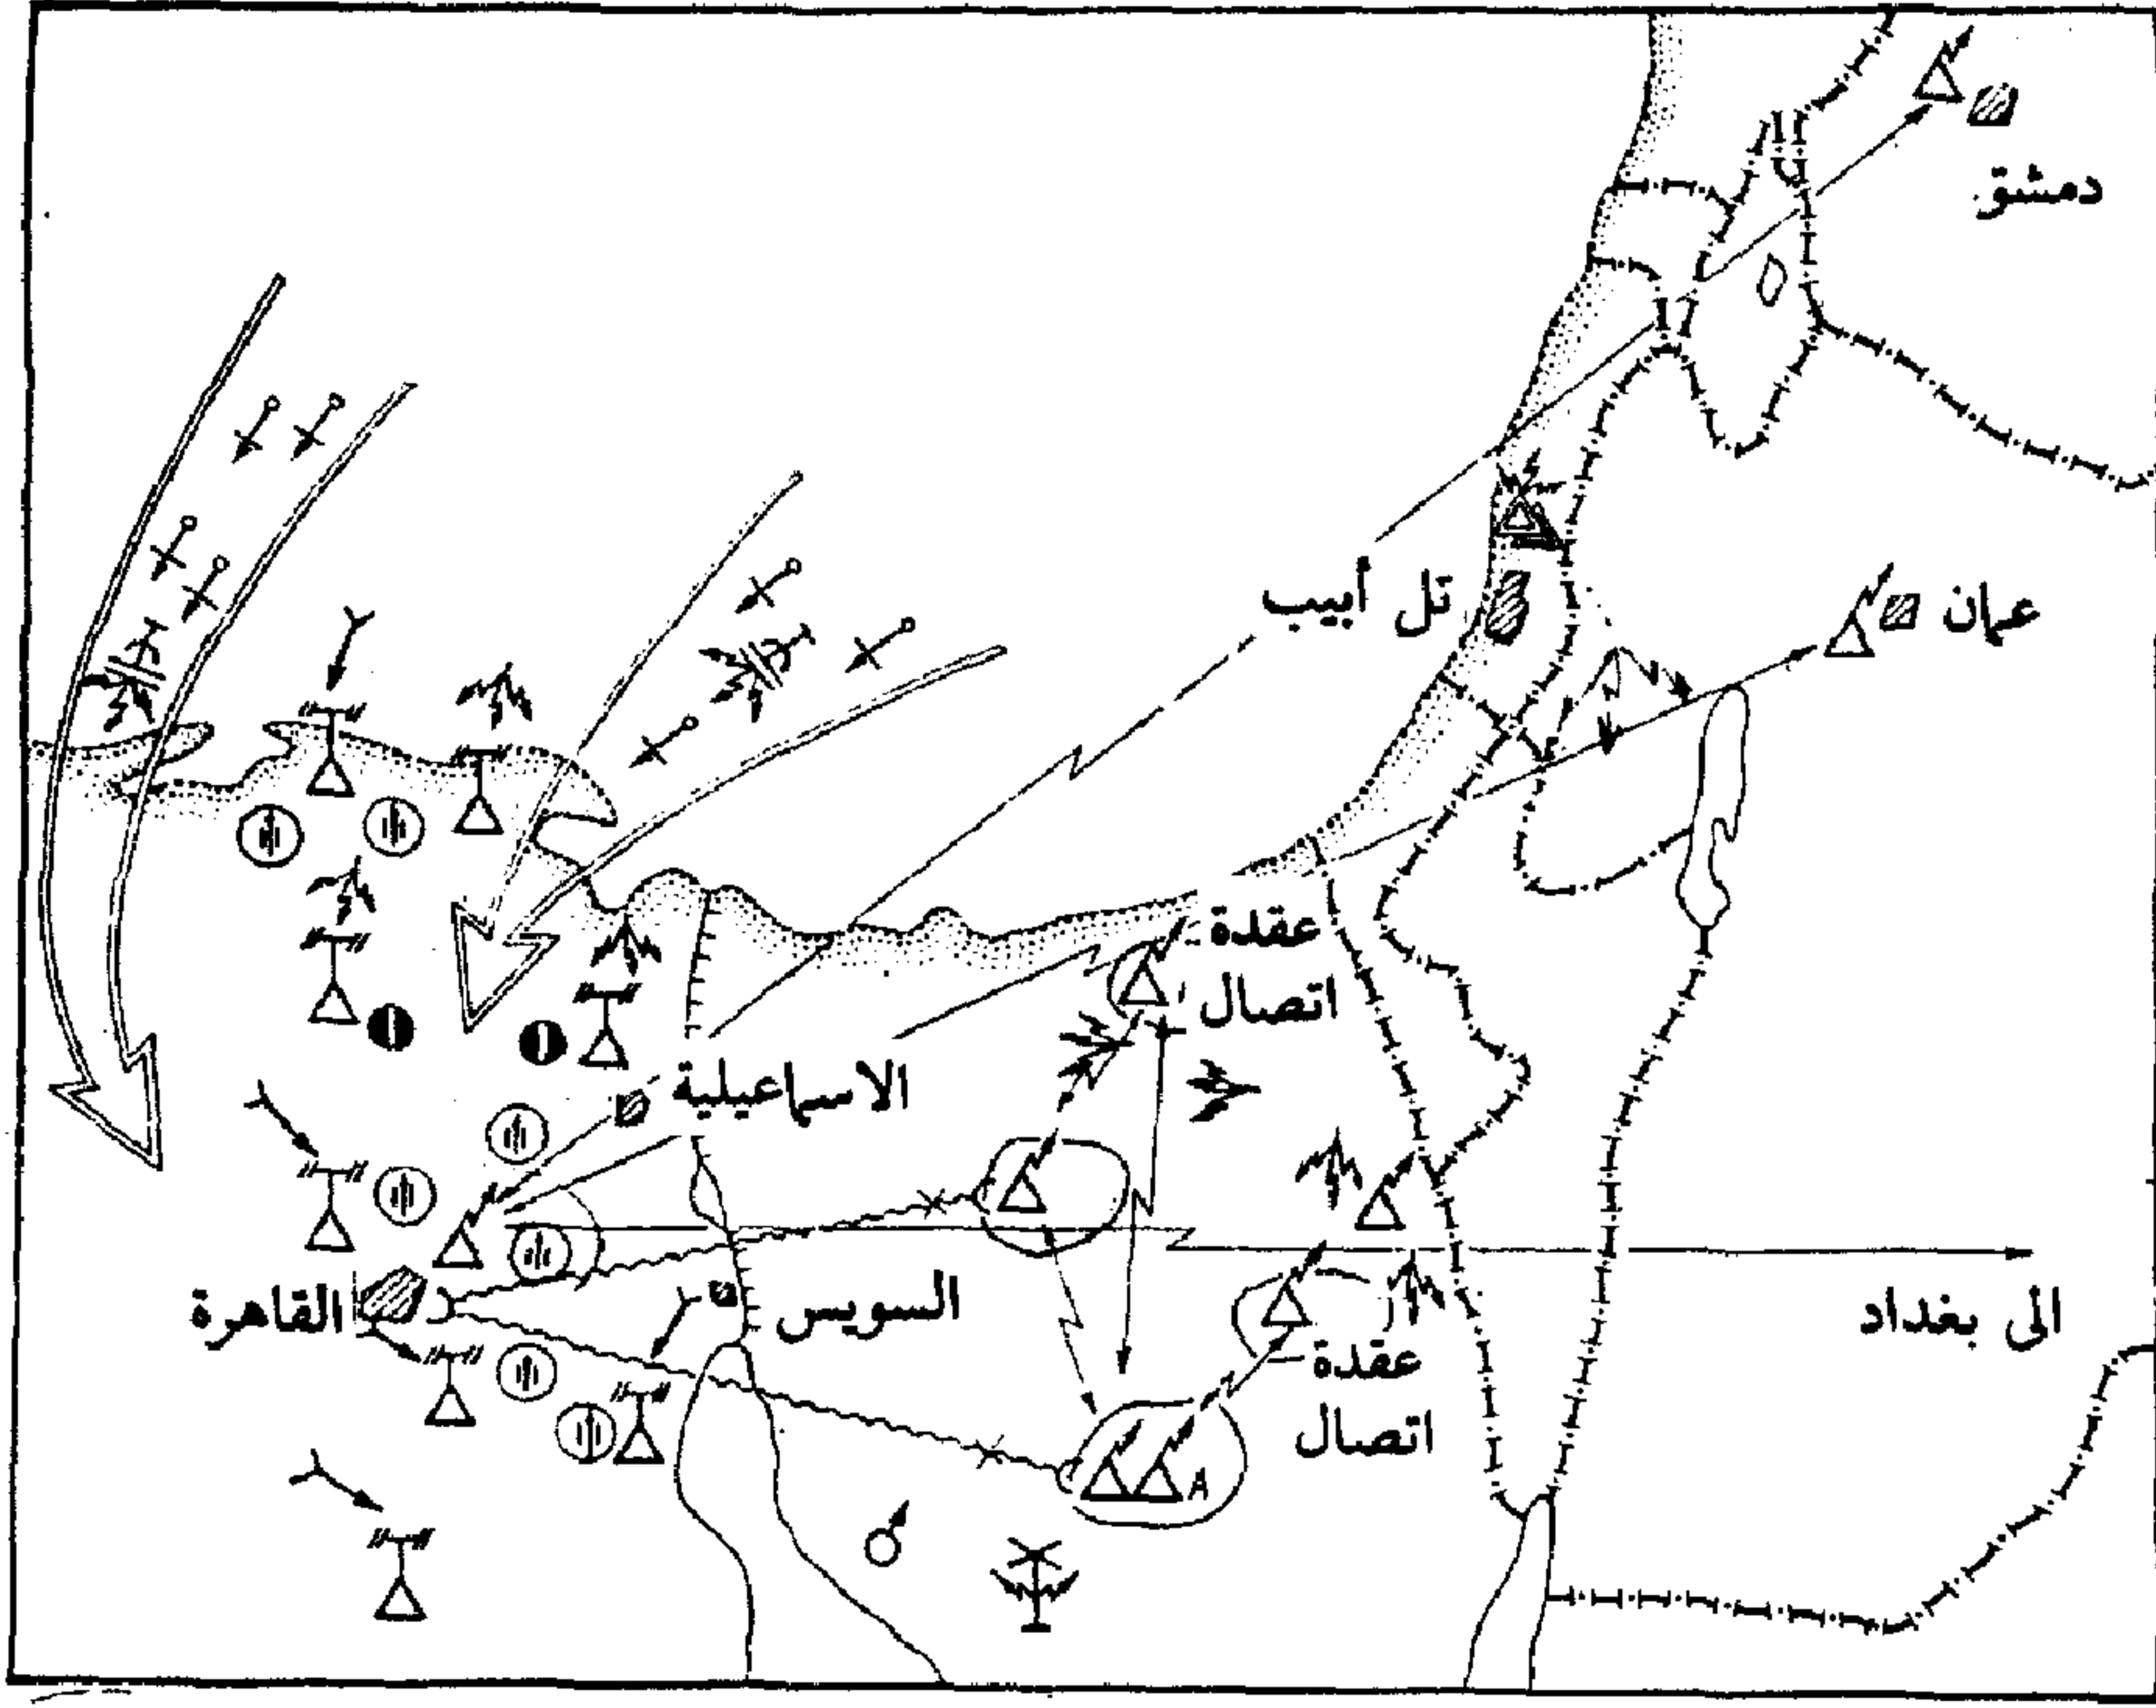 دمشق
عمان
تل أبيب
عقدة
اتصال
الاسماعيلية
السويس
القاهرة
الى بغداد
عقدة
اتصال
A